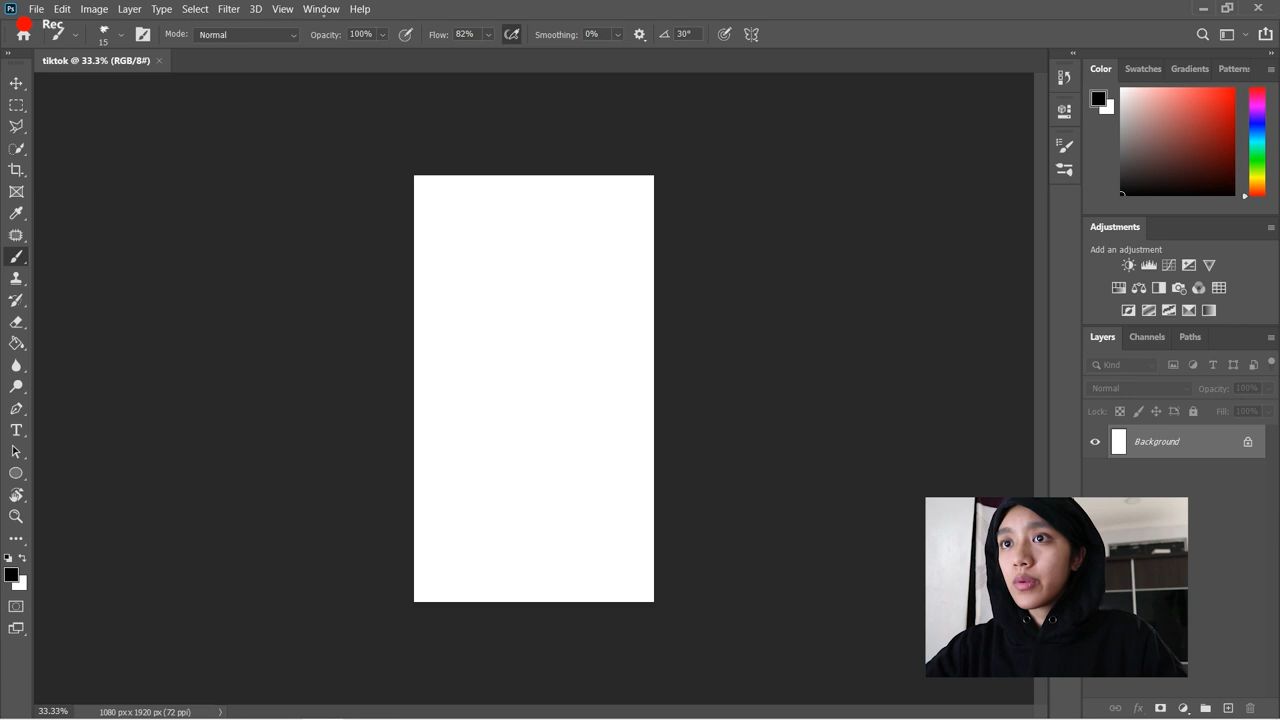 Ps File Edit Image Layer Type Select Filter 3D View Window Help
Rec
15 Mode: Normal Opacity: 100% Flow: 82% Smoothing: 0% 30°
tiktok @ 33.3% (RGB/8#)
Color Swatches Gradients Patterns
Adjustments
Add an adjustment
Layers Channels Paths
Kind
Normal Opacity: 100%
Lock: Fill: 100%
Background
33.33% 1080 px x 1920 px (72 ppi)